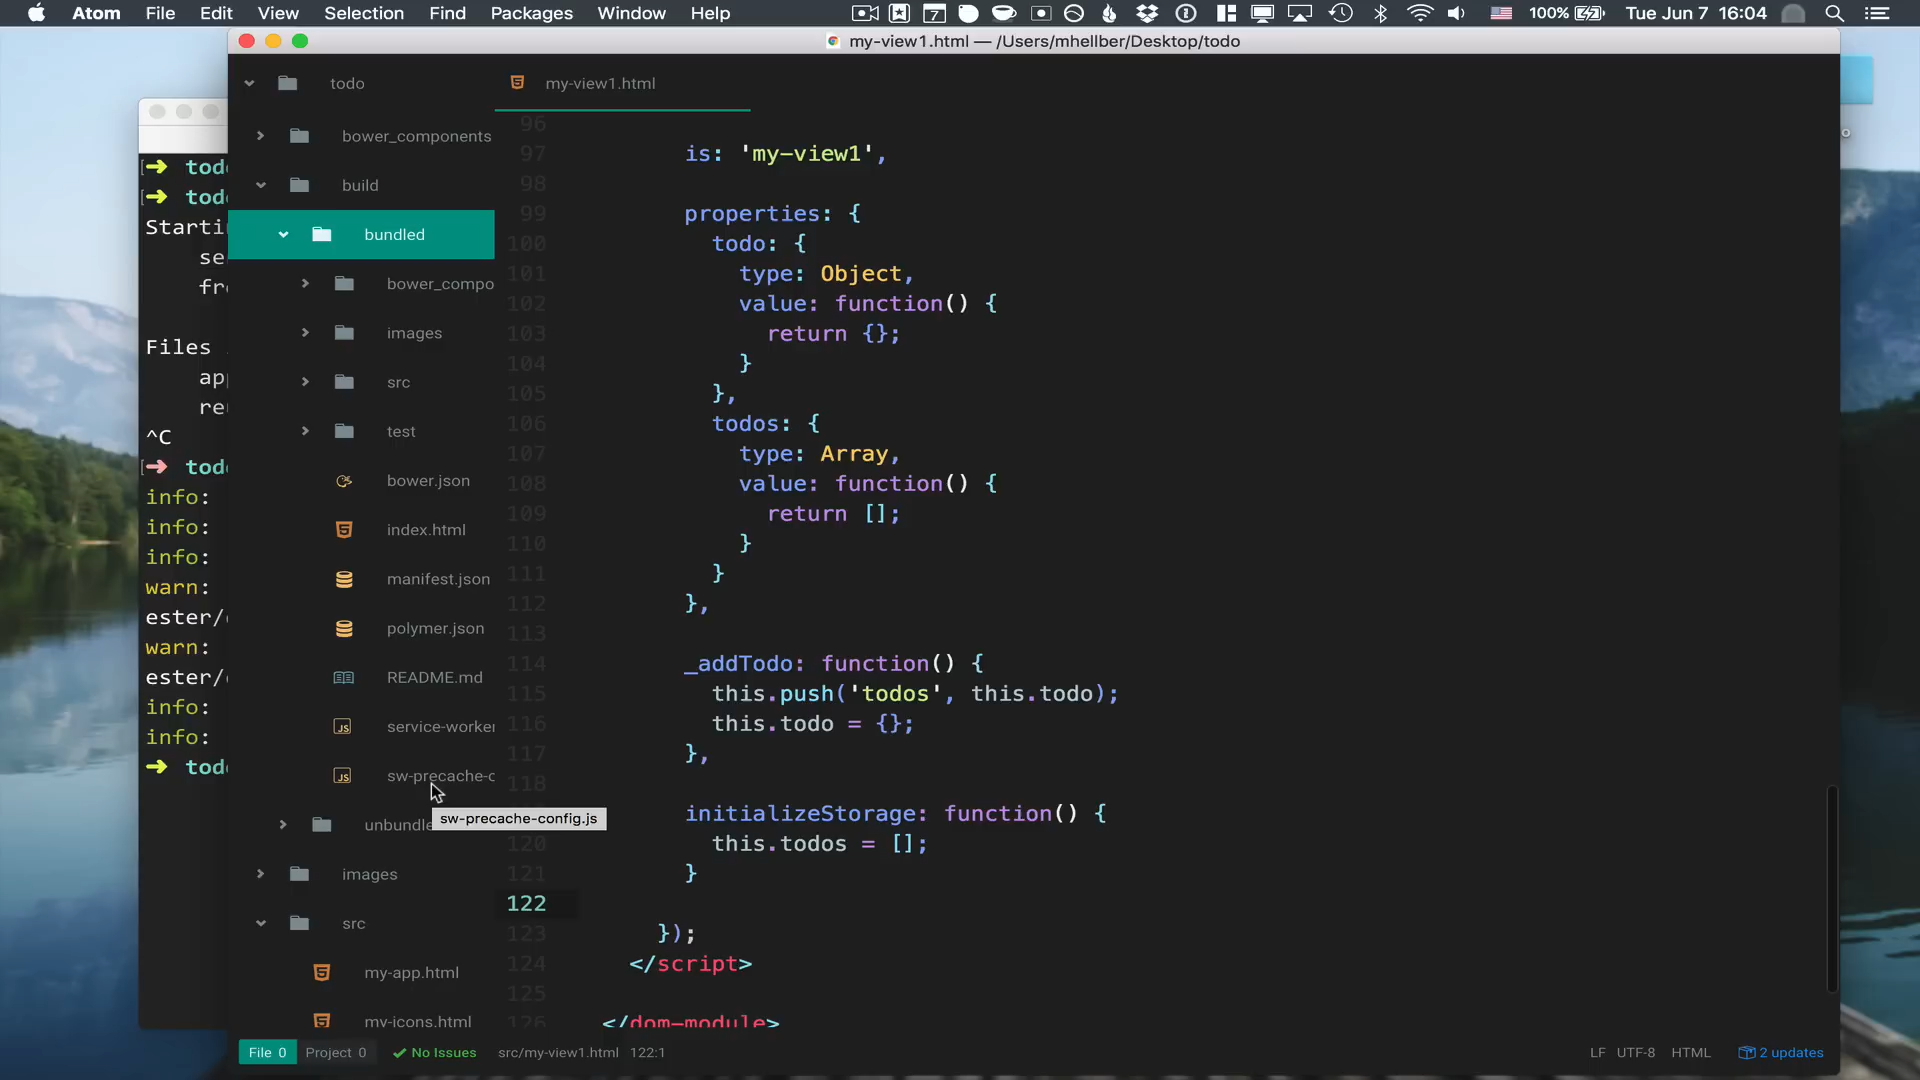 Atom File Edit View Selection Find Packages Window Help 7 100% Tue Jun 7 16:04
my-view1.html — /Users/mhellber/Desktop/todo
todo
bower_components
build
bundled
bower_compo
images
src
test
bower.json
index.html
manifest.json
polymer.json
README.md
service-worker
sw-precache-c
sw-precache-config.js
unbundle
images
src
my-app.html
my-icons.html
my-view1.html
96
97 is: 'my-view1',
98
99 properties: {
100 todo: {
101 type: Object,
102 value: function() {
103 return {};
104 }
105 },
106 todos: {
107 type: Array,
108 value: function() {
109 return [];
110 }
111 }
112 },
113
114 _addTodo: function() {
115 this.push('todos', this.todo);
116 this.todo = {};
117 },
118
initializeStorage: function() {
120 this.todos = [];
121 }
122
123 });
124 </script>
125
126 </dom-module>
➜ tod
➜ tod
Starti
se
fr
Files
app
re
^C
➜ tod
info:
info:
info:
warn:
ester/
warn:
ester/
info:
info:
➜ tod
File 0 Project 0 No Issues src/my-view1.html 122:1 LF UTF-8 HTML 2 updates